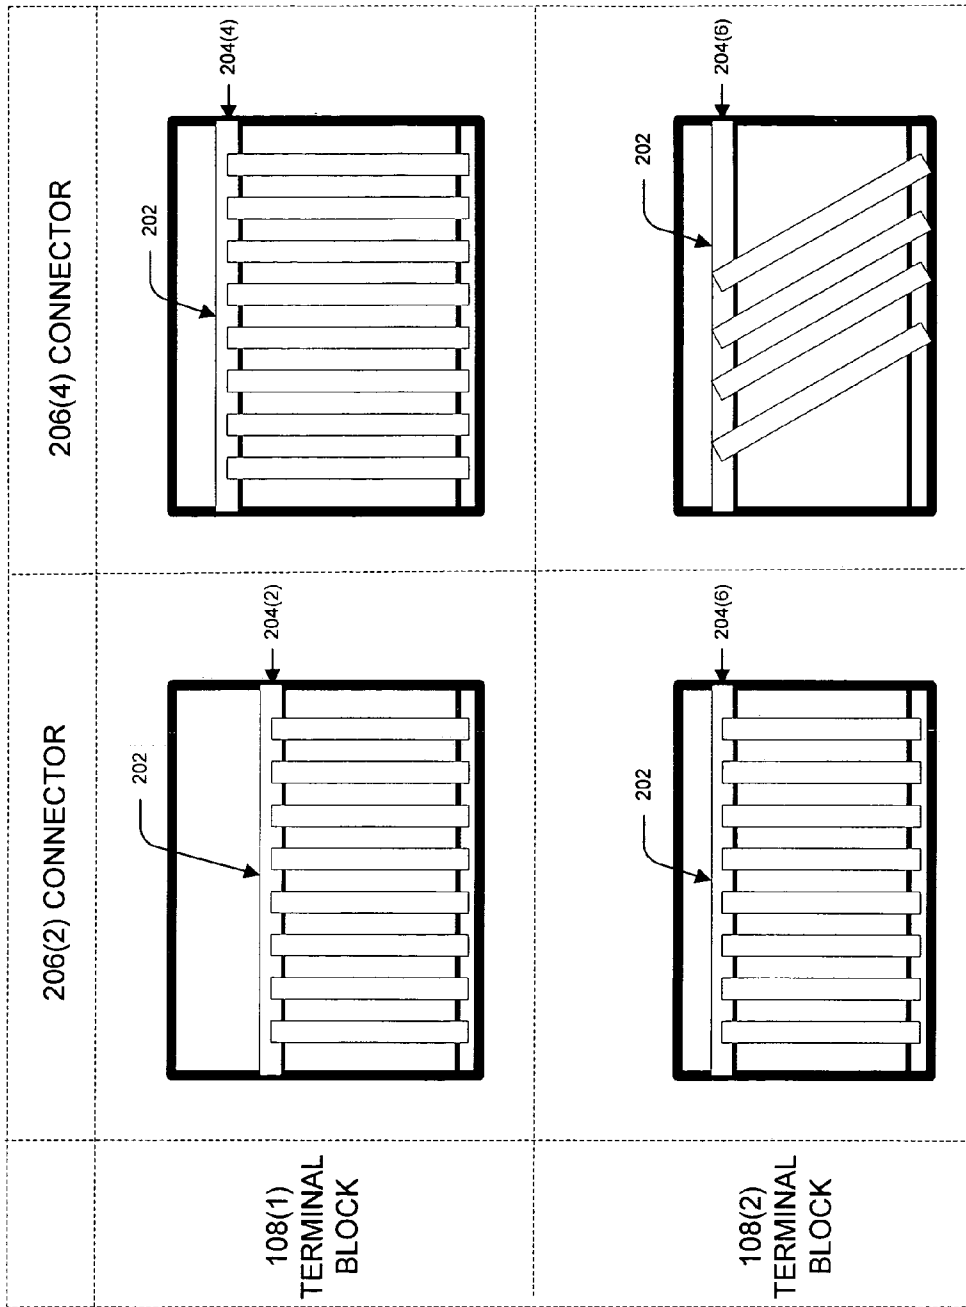 206(2) CONNECTOR
206(4) CONNECTOR
108(1)
TERMINAL
BLOCK
202
204(2)
202
204(4)
108(2)
TERMINAL
BLOCK
202
204(6)
202
204(6)